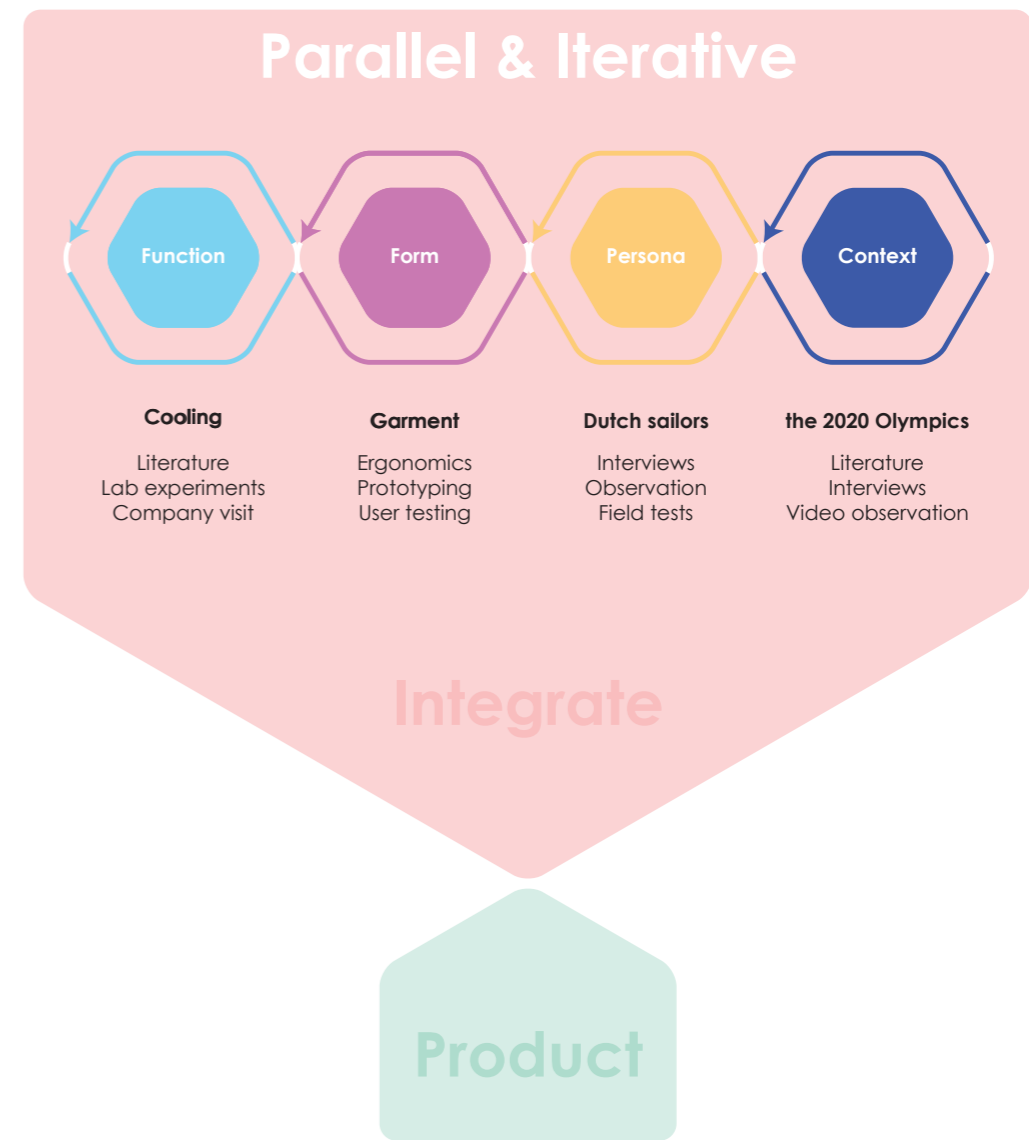 Parallel & Iterative
Function
Form
Persona
Context
Cooling
Literature
Lab experiments
Company visit
Garment
Ergonomics
Prototyping
User testing
Dutch sailors
Interviews
Observation
Field tests
the 2020 Olympics
Literature
Interviews
Video observation
Integrate
Product